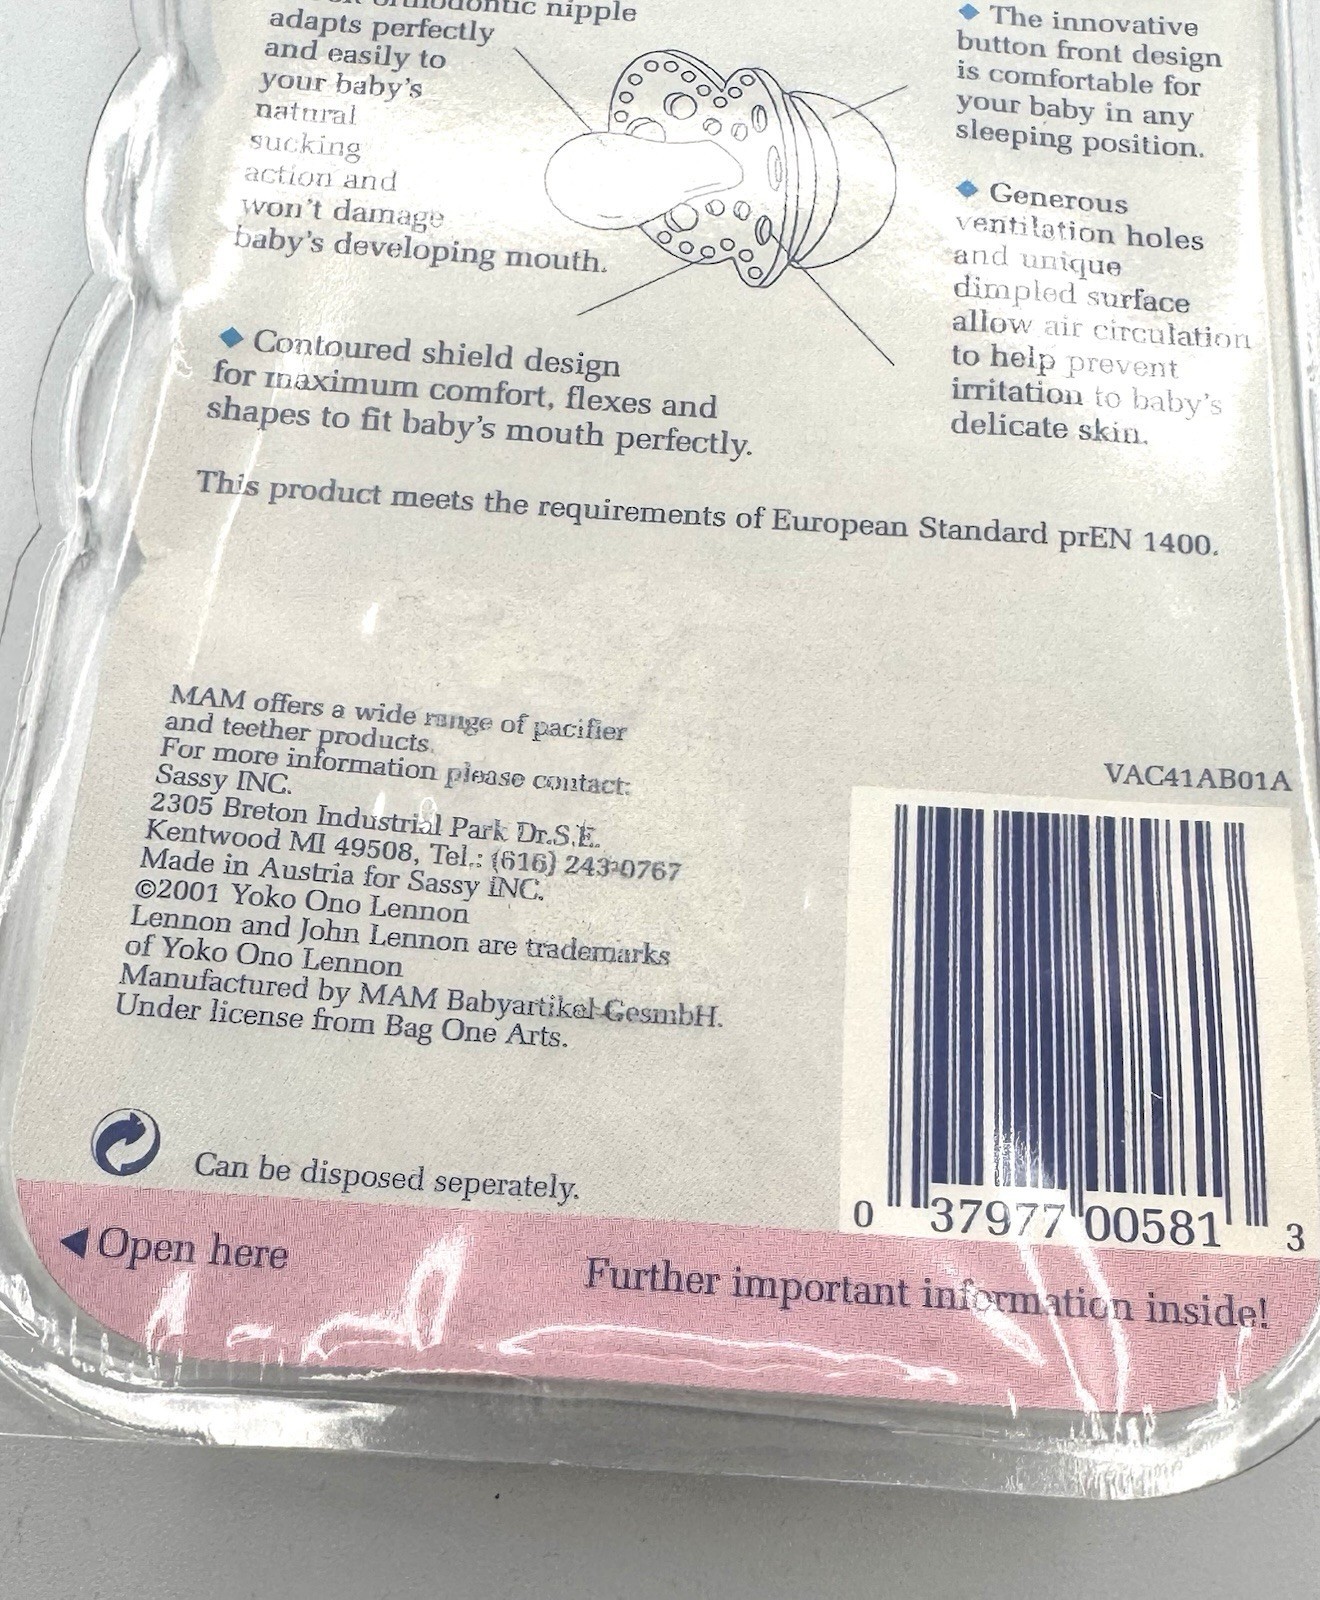 orthodontic nipple
adapts perfectly
and easily to
your baby's
natural
sucking
action and
won't damage
baby's developing mouth.
The innovative
button front design
is comfortable for
your baby in any
sleeping position.
Generous
ventilation holes
and unique
dimpled surface
allow air circulation
to help prevent
irritation to baby's
delicate skin.
Contoured shield design
for maximum comfort, flexes and
shapes to fit baby's mouth perfectly.
This product meets the requirements of European Standard prEN 1400.
MAM offers a wide range of pacifier
and teether products.
For more information please contact:
Sassy INC.
2305 Breton Industrial Park Dr.S.E.
Kentwood MI 49508, Tel.: (616) 243-0767
Made in Austria for Sassy INC.
©2001 Yoko Ono Lennon
Lennon and John Lennon are trademarks
of Yoko Ono Lennon
Manufactured by MAM Babyartikel GesmbH.
Under license from Bag One Arts.
VAC41AB01A
0 37977 00581 3
Can be disposed seperately.
Open here
Further important information inside!